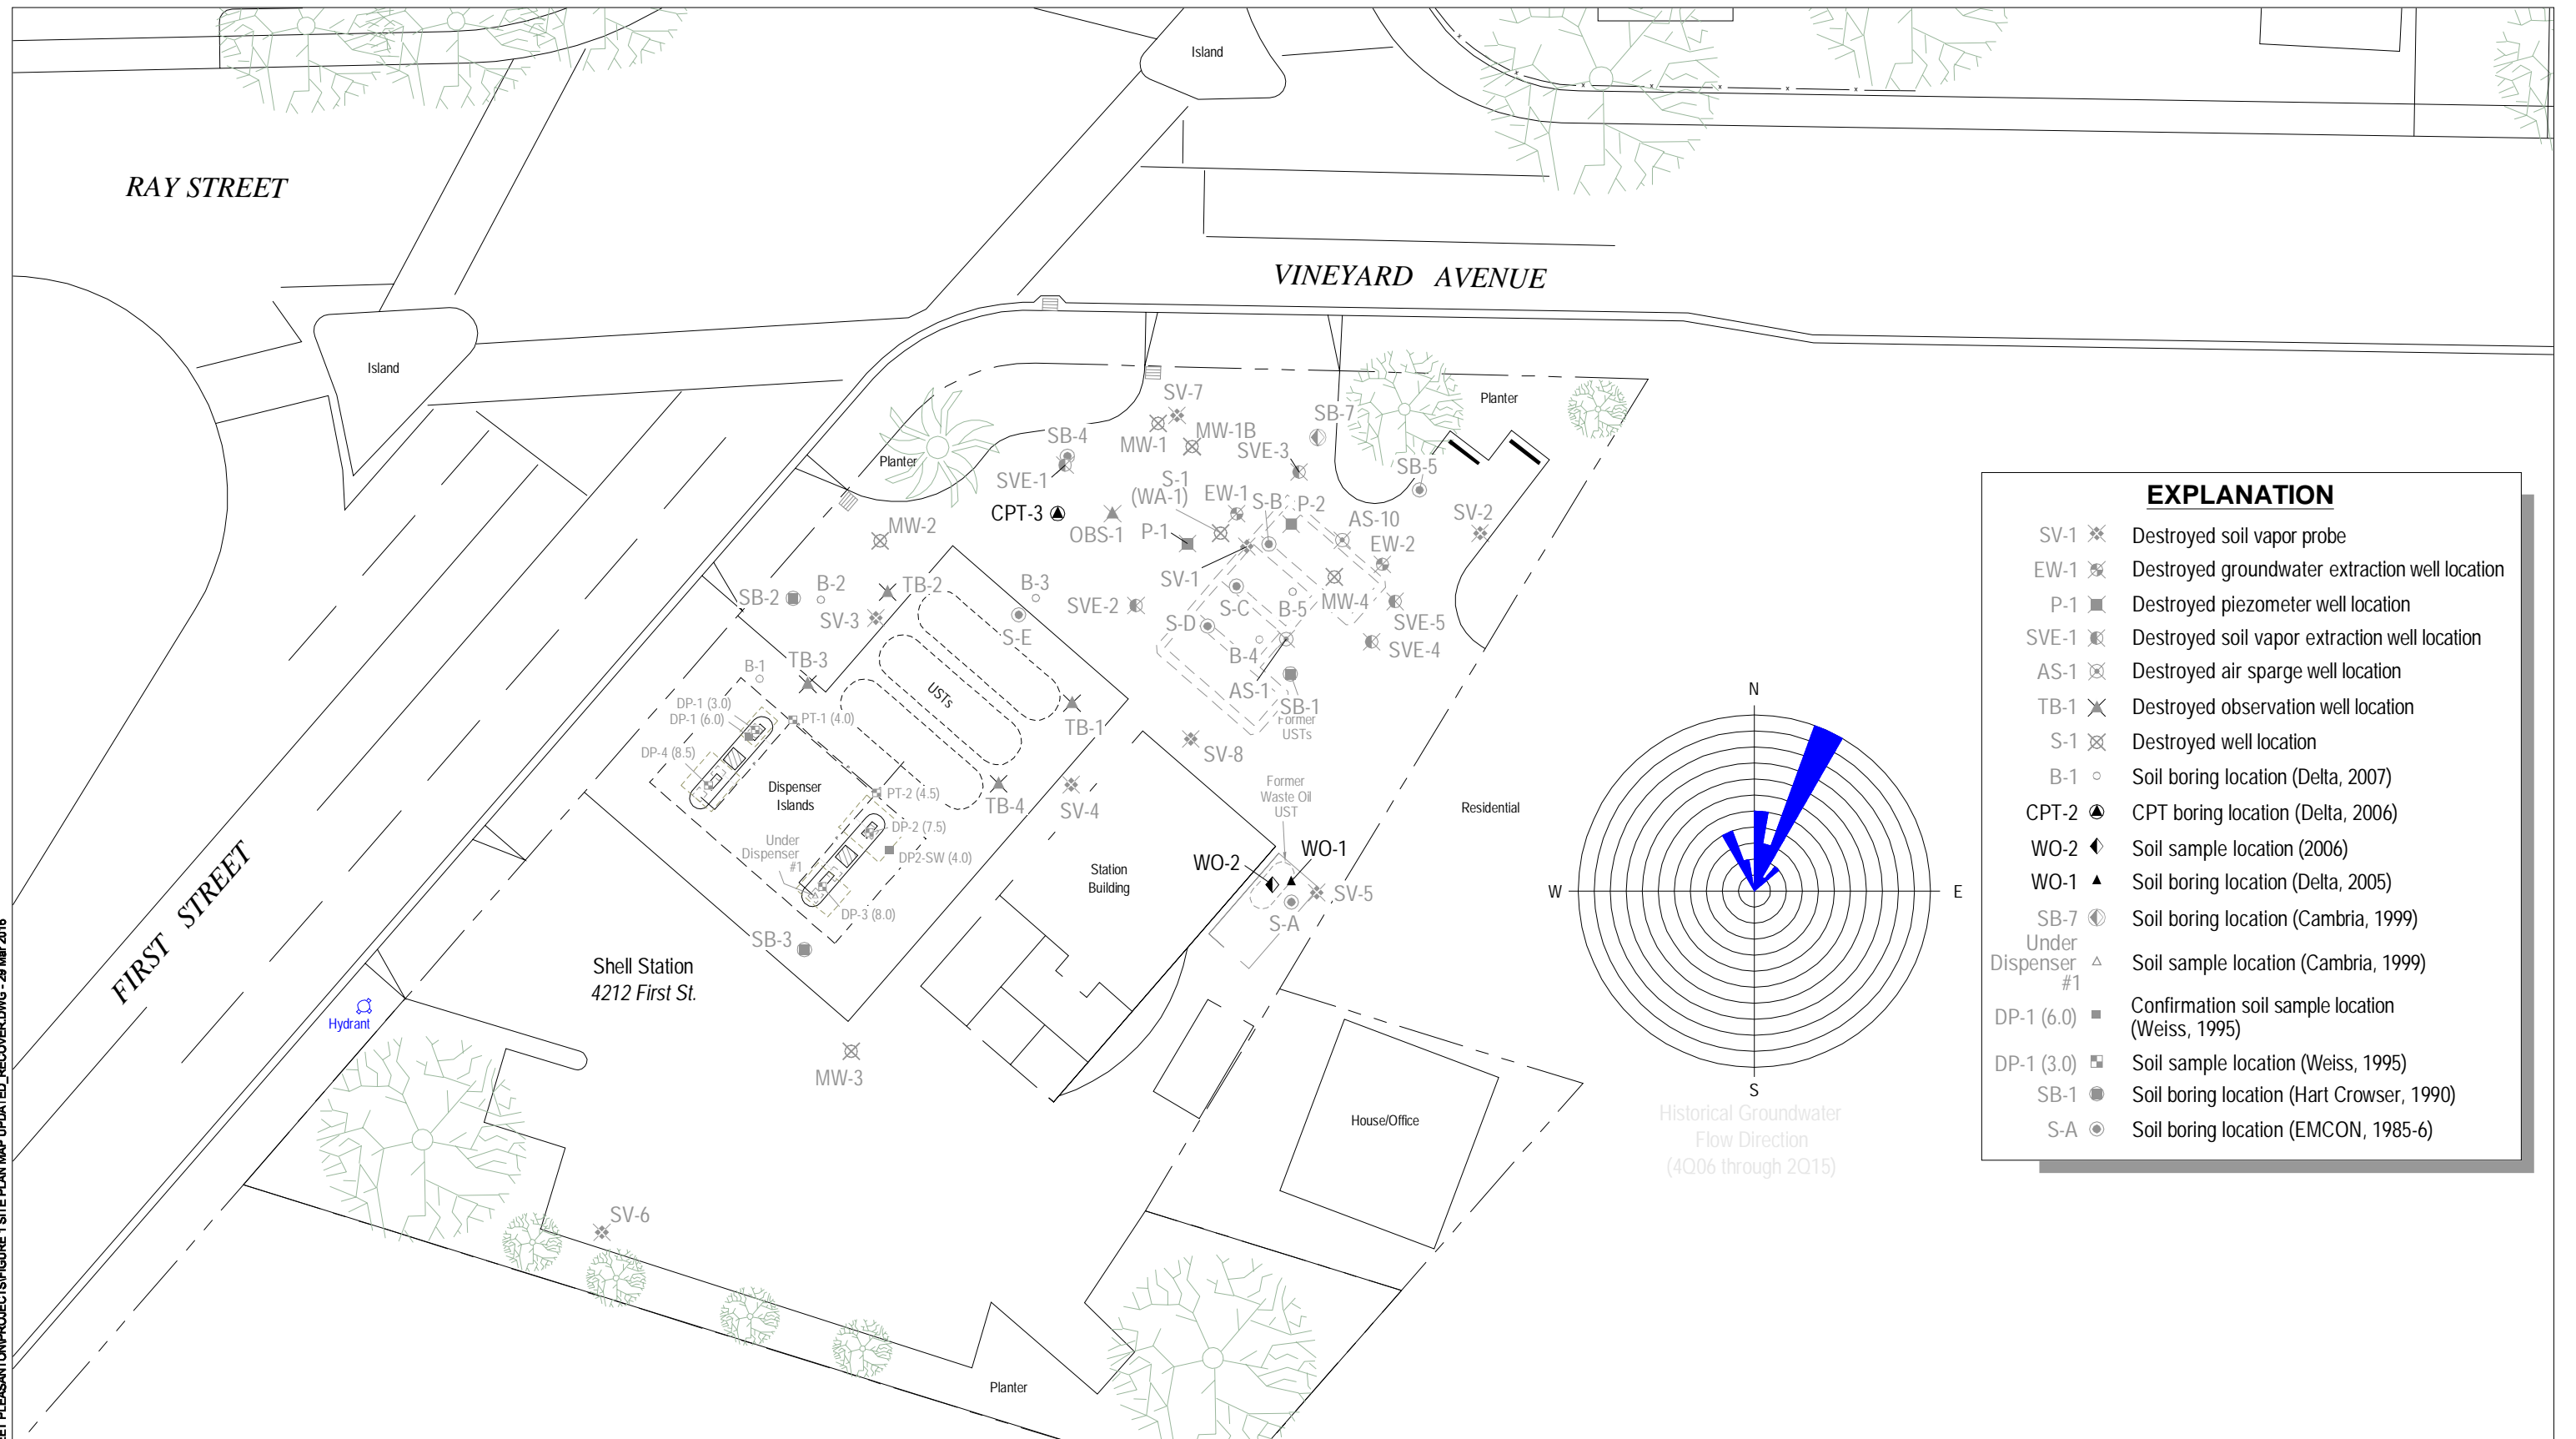 Island
RAY STREET
VINEYARD AVENUE
Island
Planter
SV-7
SB-7
MW-1
MW-1B
SB-4
SVE-3
SB-5
Planter
SVE-1
S-1
(WA-1)
EW-1
S-B
P-2
SV-2
CPT-3
OBS-1
P-1
AS-10
MW-2
EW-2
SV-1
SB-2
B-2
TB-2
B-3
SVE-2
S-C
B-5
MW-4
SV-3
S-E
S-D
SVE-5
B-4
SVE-4
B-1
TB-3
USTs
AS-1
SB-1
DP-1 (3.0)
DP-1 (6.0)
PT-1 (4.0)
TB-1
Former
USTs
DP-4 (8.5)
SV-8
Dispenser
Islands
PT-2 (4.5)
TB-4
SV-4
Former
Waste Oil
UST
Residential
DP-2 (7.5)
Under
Dispenser
#1
DP2-SW (4.0)
Station
Building
WO-2
WO-1
SV-5
S-A
DP-3 (8.0)
SB-3
FIRST STREET
Shell Station
4212 First St.
Hydrant
MW-3
House/Office
SV-6
Planter
N
W
E
S
Historical Groundwater
Flow Direction
(4Q06 through 2Q15)
EXPLANATION
SV-1 Destroyed soil vapor probe
EW-1 Destroyed groundwater extraction well location
P-1 Destroyed piezometer well location
SVE-1 Destroyed soil vapor extraction well location
AS-1 Destroyed air sparge well location
TB-1 Destroyed observation well location
S-1 Destroyed well location
B-1 Soil boring location (Delta, 2007)
CPT-2 CPT boring location (Delta, 2006)
WO-2 Soil sample location (2006)
WO-1 Soil boring location (Delta, 2005)
SB-7 Soil boring location (Cambria, 1999)
Under
Dispenser Soil sample location (Cambria, 1999)
#1
DP-1 (6.0) Confirmation soil sample location
(Weiss, 1995)
DP-1 (3.0) Soil sample location (Weiss, 1995)
SB-1 Soil boring location (Hart Crowser, 1990)
S-A Soil boring location (EMCON, 1985-6)
PLEASANTON\PROJECTS\FIGURE 1 SITE PLAN MAP UPDATED_RECOVER.DWG - 29 Mar 2016